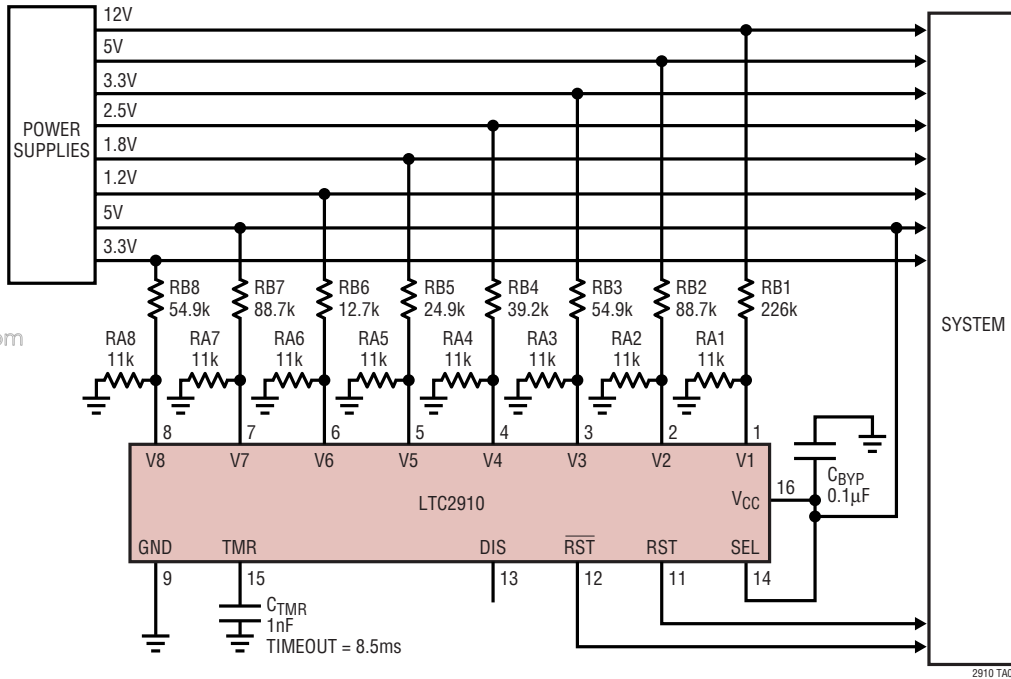 12V
5V
3.3V
2.5V
1.8V
1.2V
5V
3.3V
POWER
SUPPLIES
SYSTEM
RB8
54.9k
RB7
88.7k
RB6
12.7k
RB5
24.9k
RB4
39.2k
RB3
54.9k
RB2
88.7k
RB1
226k
om
RA8
11k
RA7
11k
RA6
11k
RA5
11k
RA4
11k
RA3
11k
RA2
11k
RA1
11k
8 7 6 5 4 3 2 1
V8 V7 V6 V5 V4 V3 V2 V1
CBYP
0.1µF
16
VCC
LTC2910
GND TMR DIS RST RST SEL
9 15 13 12 11 14
CTMR
1nF
TIMEOUT = 8.5ms